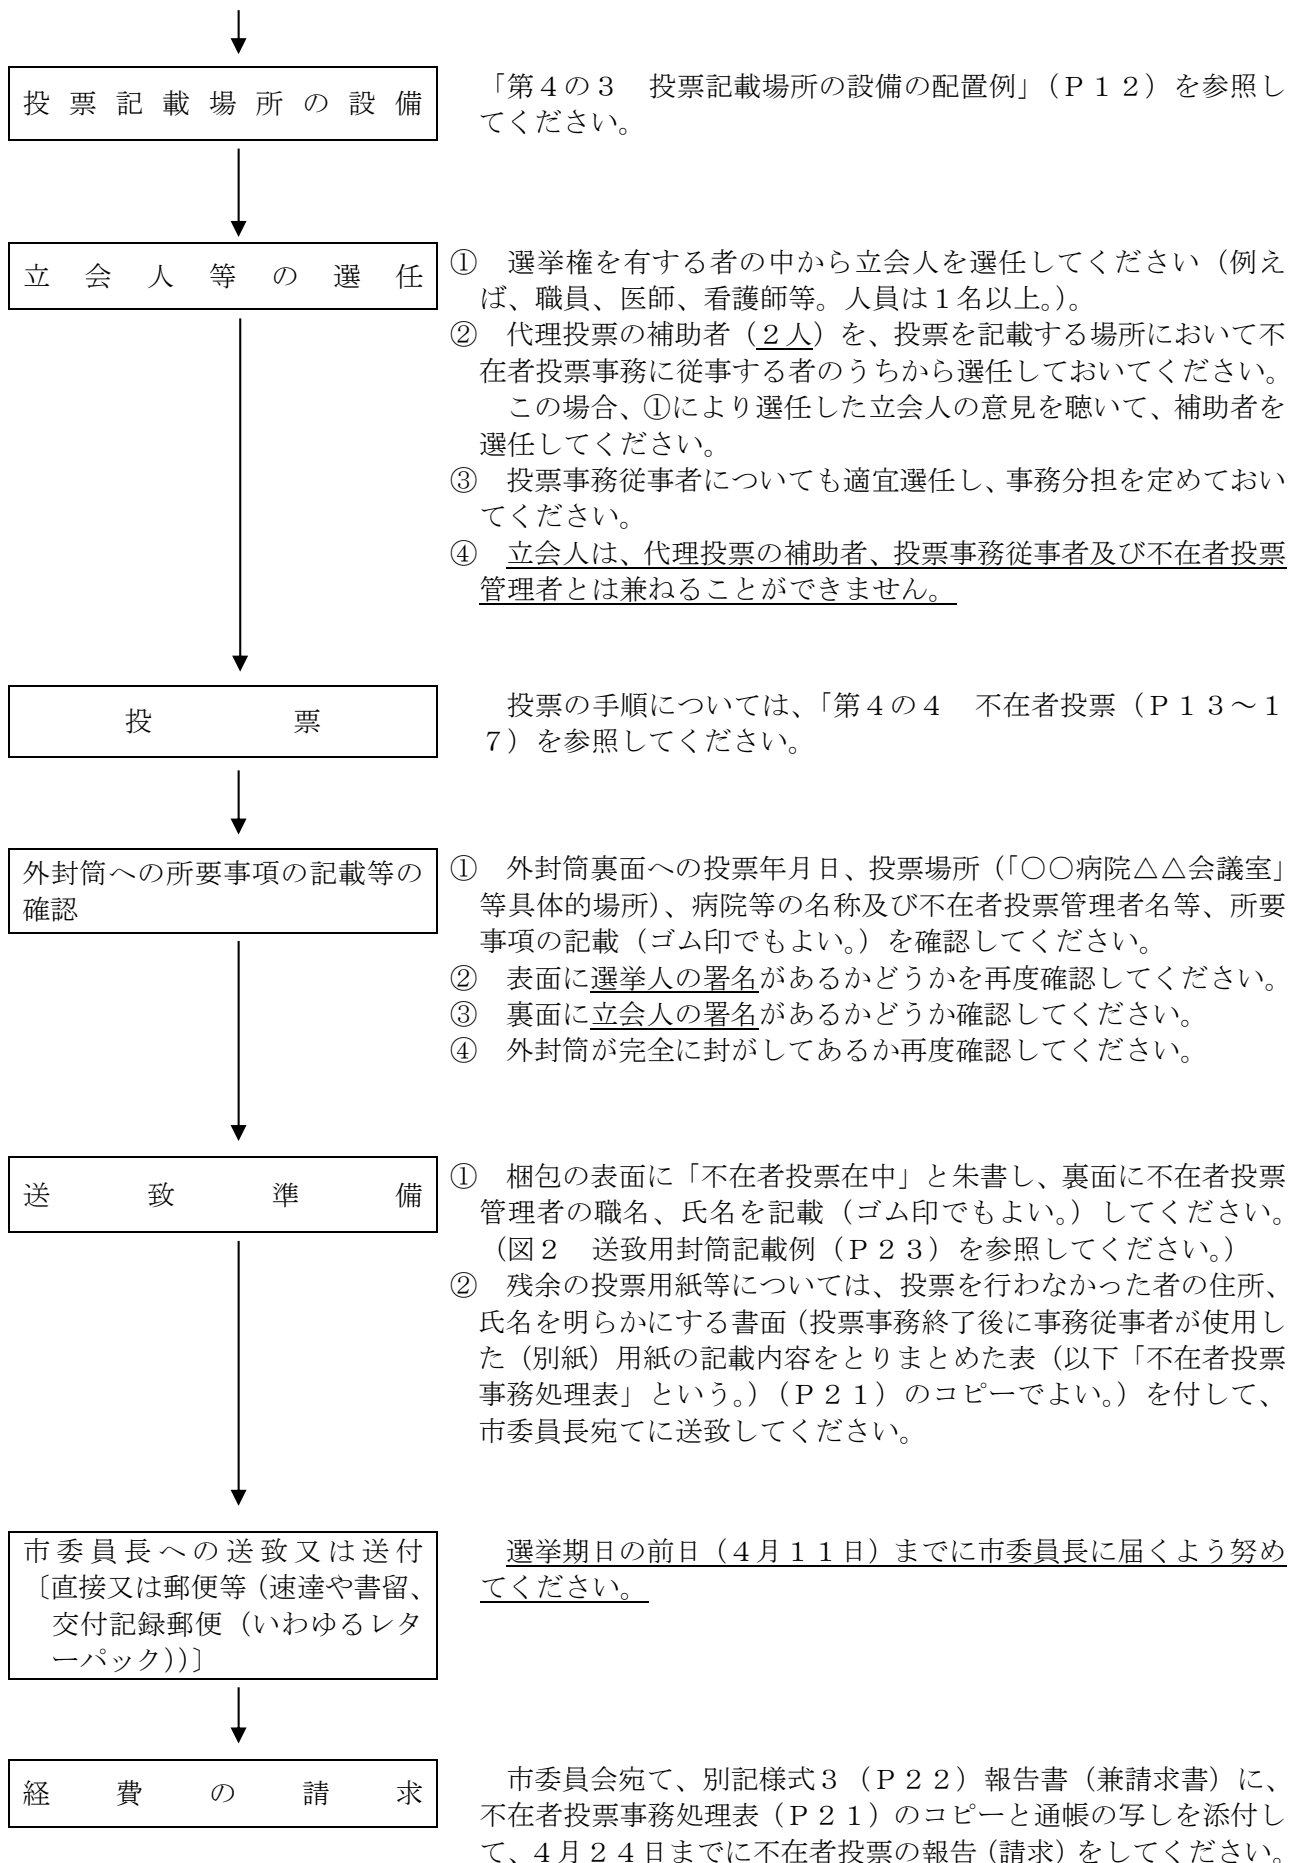 投票記載場所の設備
「第４の３　投票記載場所の設備の配置例」（Ｐ１２）を参照し
てください。
立会人等の選任
①　選挙権を有する者の中から立会人を選任してください（例え
ば、職員、医師、看護師等。人員は１名以上。）。
②　代理投票の補助者（２人）を、投票を記載する場所において不
在者投票事務に従事する者のうちから選任しておいてください。
この場合、①により選任した立会人の意見を聴いて、補助者を
選任してください。
③　投票事務従事者についても適宜選任し、事務分担を定めておい
てください。
④　立会人は、代理投票の補助者、投票事務従事者及び不在者投票
管理者とは兼ねることができません。
投票
投票の手順については、「第４の４　不在者投票（Ｐ１３～１
７）を参照してください。
外封筒への所要事項の記載等の
確認
①　外封筒裏面への投票年月日、投票場所（「○○病院△△会議室」
等具体的場所）、病院等の名称及び不在者投票管理者名等、所要
事項の記載（ゴム印でもよい。）を確認してください。
②　表面に選挙人の署名があるかどうかを再度確認してください。
③　裏面に立会人の署名があるかどうか確認してください。
④　外封筒が完全に封がしてあるか再度確認してください。
送致準備
①　梱包の表面に「不在者投票在中」と朱書し、裏面に不在者投票
管理者の職名、氏名を記載（ゴム印でもよい。）してください。
（図２　送致用封筒記載例（Ｐ２３）を参照してください。）
②　残余の投票用紙等については、投票を行わなかった者の住所、
氏名を明らかにする書面（投票事務終了後に事務従事者が使用し
た（別紙）用紙の記載内容をとりまとめた表（以下「不在者投票
事務処理表」という。）（Ｐ２１）のコピーでよい。）を付して、
市委員長宛てに送致してください。
市委員長への送致又は送付
〔直接又は郵便等（速達や書留、
交付記録郵便（いわゆるレタ
ーパック））〕
選挙期日の前日（４月１１日）までに市委員長に届くよう努め
てください。
経費の請求
市委員会宛て、別記様式３（Ｐ２２）報告書（兼請求書）に、
不在者投票事務処理表（Ｐ２１）のコピーと通帳の写しを添付し
て、４月２４日までに不在者投票の報告（請求）をしてください。